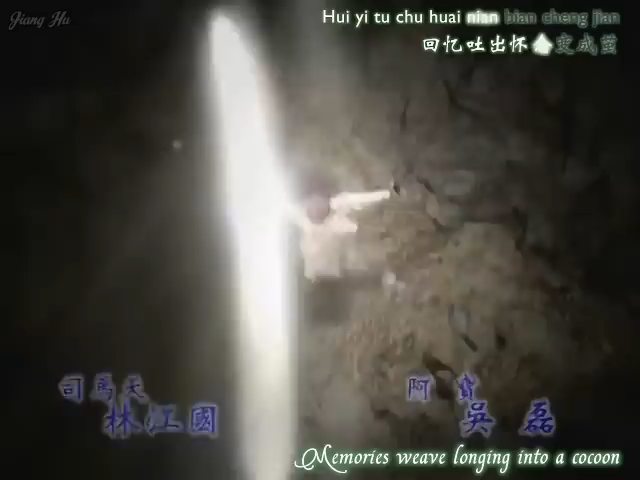 Jiang Hu
Hui yi tu chu huai nian bian cheng jian
回忆吐出怀 变成茧
司馬天 阿寶
林江國 吳磊
Memories weave longing into a cocoon